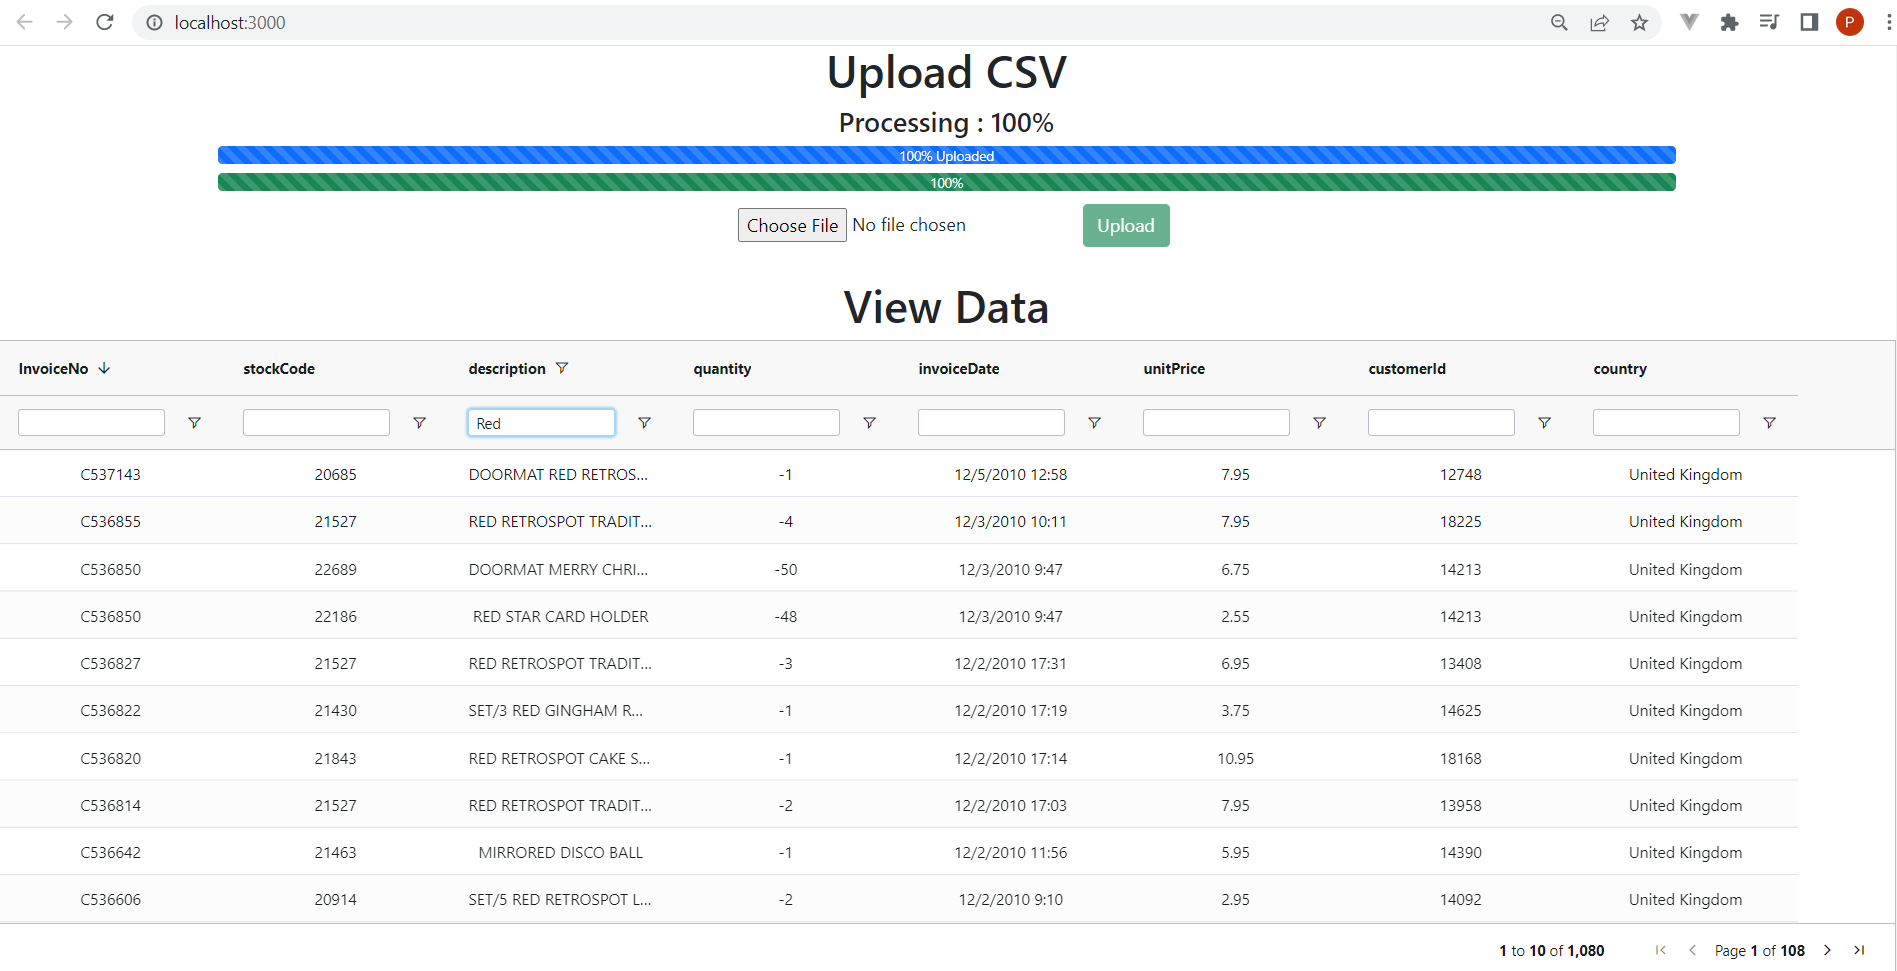 localhost:3000
P
Upload CSV
Processing : 100%
100% Uploaded
100%
Choose File No file chosen Upload
View Data
InvoiceNo stockCode description quantity invoiceDate unitPrice customerId country
Red
C537143 20685 DOORMAT RED RETROS... -1 12/5/2010 12:58 7.95 12748 United Kingdom
C536855 21527 RED RETROSPOT TRADIT... -4 12/3/2010 10:11 7.95 18225 United Kingdom
C536850 22689 DOORMAT MERRY CHRI... -50 12/3/2010 9:47 6.75 14213 United Kingdom
C536850 22186 RED STAR CARD HOLDER -48 12/3/2010 9:47 2.55 14213 United Kingdom
C536827 21527 RED RETROSPOT TRADIT... -3 12/2/2010 17:31 6.95 13408 United Kingdom
C536822 21430 SET/3 RED GINGHAM R... -1 12/2/2010 17:19 3.75 14625 United Kingdom
C536820 21843 RED RETROSPOT CAKE S... -1 12/2/2010 17:14 10.95 18168 United Kingdom
C536814 21527 RED RETROSPOT TRADIT... -2 12/2/2010 17:03 7.95 13958 United Kingdom
C536642 21463 MIRRORED DISCO BALL -1 12/2/2010 11:56 5.95 14390 United Kingdom
C536606 20914 SET/5 RED RETROSPOT L... -2 12/2/2010 9:10 2.95 14092 United Kingdom
1 to 10 of 1,080 Page 1 of 108